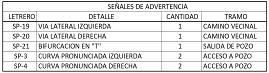 SEÑALES DE ADVERTENCIA
LETRERO DETALLE CANTIDAD TRAMO
SP-19 VIA LATERAL IZQUIERDA 1 CAMINO VECINAL
SP-20 VIA LATERAL DERECHA 1 CAMINO VECINAL
SP-21 BIFURCACION EN "T" 1 SALIDA DE POZO
SP-3 CURVA PRONUNCIADA IZQUIERDA 2 ACCESO A POZO
SP-4 CURVA PRONUNCIADA DERECHA 2 ACCESO A POZO